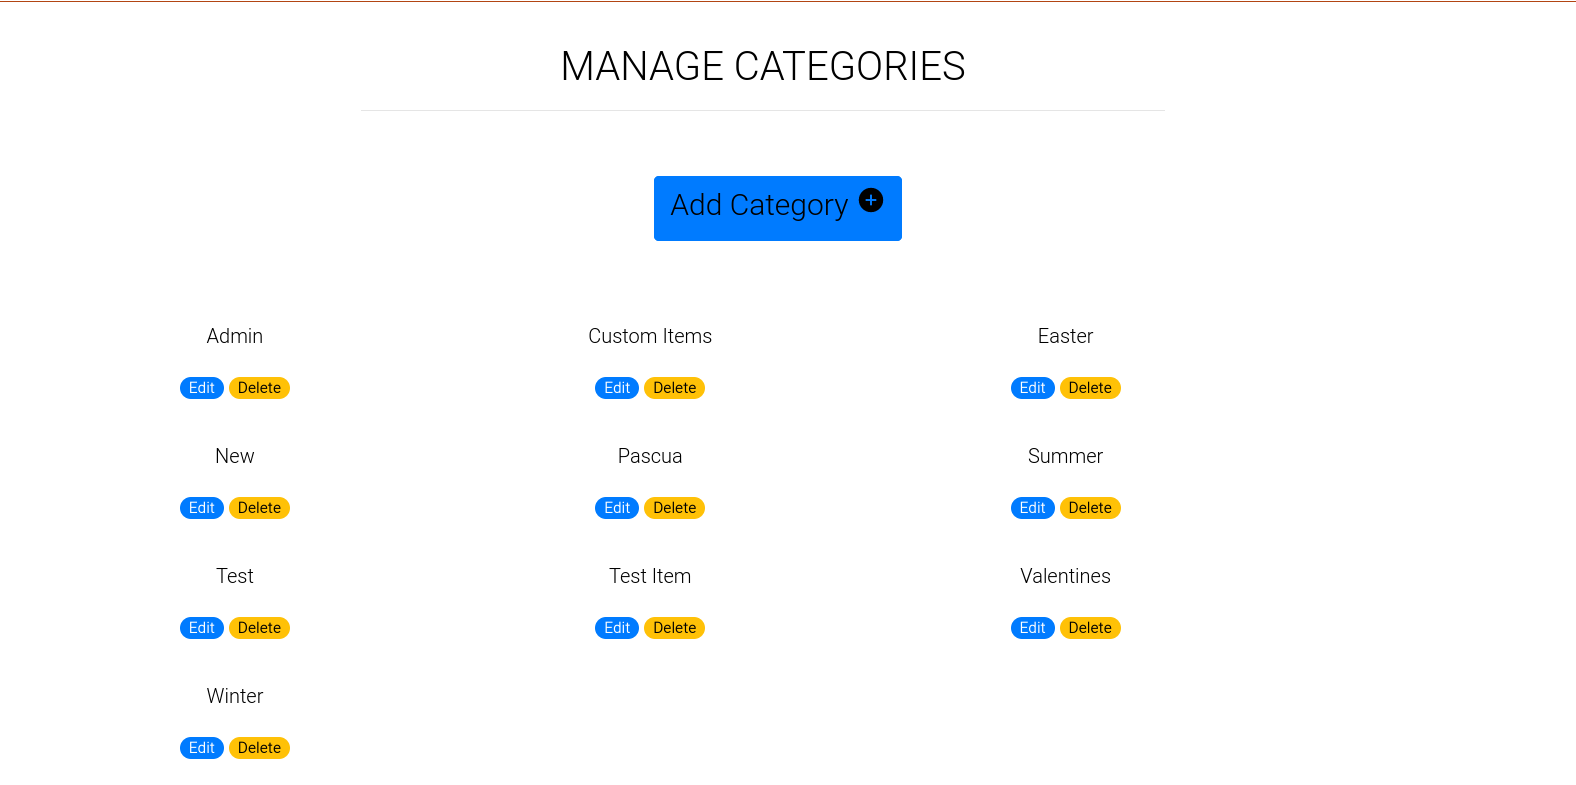 MANAGE CATEGORIES
Add Category
Admin Custom Items Easter
Edit Delete Edit Delete Edit Delete
New Pascua Summer
Edit Delete Edit Delete Edit Delete
Test Test Item Valentines
Edit Delete Edit Delete Edit Delete
Winter
Edit Delete